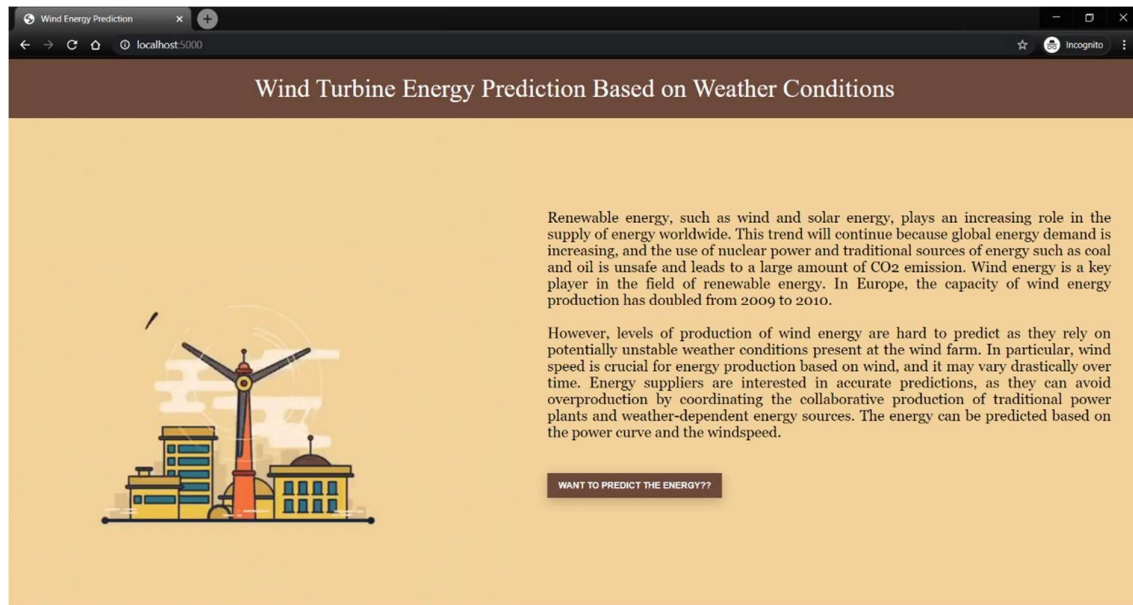 Wind Energy Prediction
localhost:5000
Incognito
Wind Turbine Energy Prediction Based on Weather Conditions
Renewable energy, such as wind and solar energy, plays an increasing role in the
supply of energy worldwide. This trend will continue because global energy demand is
increasing, and the use of nuclear power and traditional sources of energy such as coal
and oil is unsafe and leads to a large amount of CO2 emission. Wind energy is a key
player in the field of renewable energy. In Europe, the capacity of wind energy
production has doubled from 2009 to 2010.
However, levels of production of wind energy are hard to predict as they rely on
potentially unstable weather conditions present at the wind farm. In particular, wind
speed is crucial for energy production based on wind, and it may vary drastically over
time. Energy suppliers are interested in accurate predictions, as they can avoid
overproduction by coordinating the collaborative production of traditional power
plants and weather-dependent energy sources. The energy can be predicted based on
the power curve and the windspeed.
WANT TO PREDICT THE ENERGY??